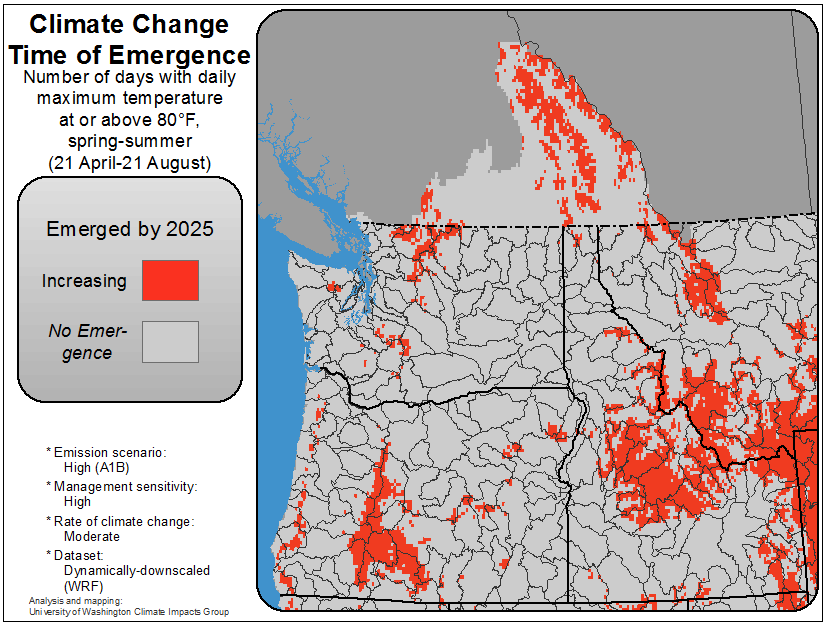 Climate Change
Time of Emergence
Number of days with daily
maximum temperature
at or above 80°F,
spring-summer
(21 April-21 August)
Emerged by 2025
Increasing
No Emer-
gence
* Emission scenario:
High (A1B)
* Management sensitivity:
High
* Rate of climate change:
Moderate
* Dataset:
Dynamically-downscaled
(WRF)
Analysis and mapping:
University of Washington Climate Impacts Group